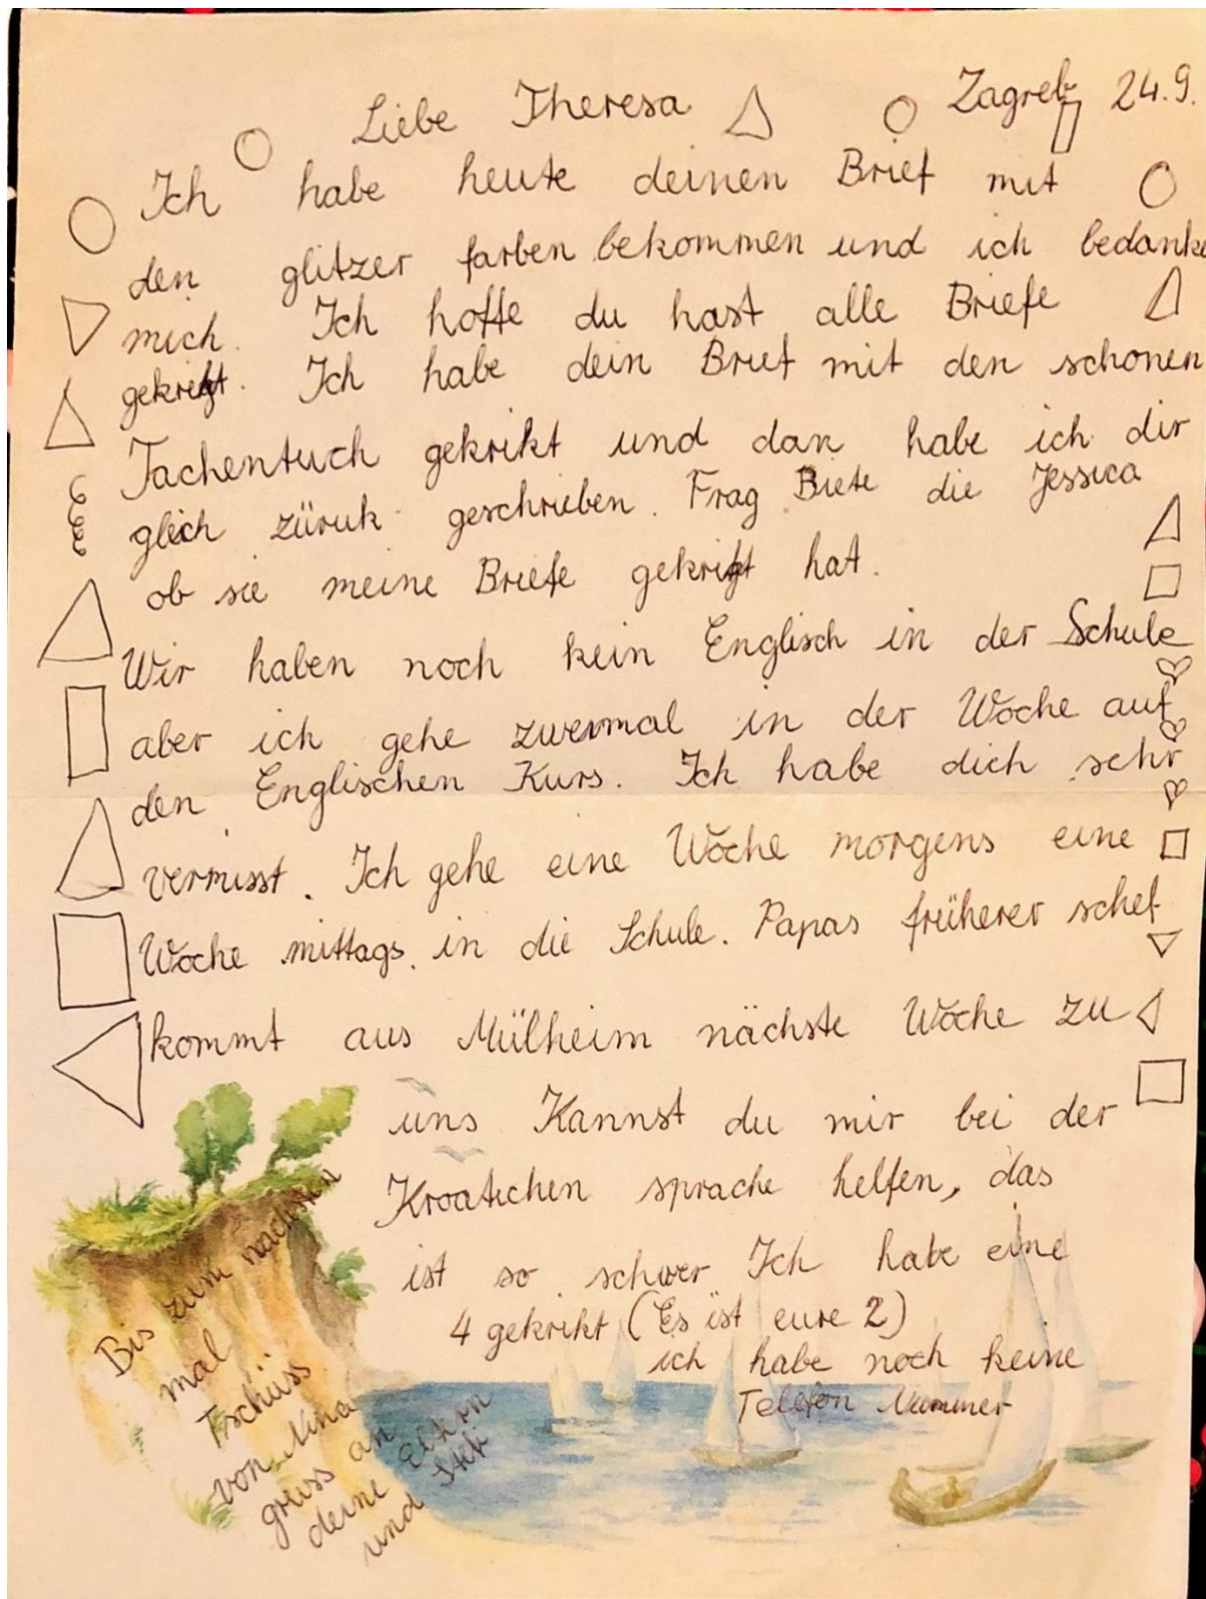 Zagreb 24.9.
Liebe Theresa
Ich habe heute deinen Brief mit
den glitzer farben bekommen und ich bedanke
mich. Ich hoffe du hast alle Briefe
gekrikt. Ich habe dein Brief mit den schonen
Tachentuch gekrikt und dan habe ich dir
gleich züruk geschrieben. Frag Biete die Jessica
ob sie meine Briefe gekrikt hat.
Wir haben noch kein Englisch in der Schule
aber ich gehe zweimal in der Woche auf
den Englischen Kurs. Ich habe dich sehr
vermisst. Ich gehe eine Woche morgens eine
Woche mittags in die Schule. Papas früherer schef
kommt aus Mülheim nächste Woche zu
uns Kannst du mir bei der
Kroatichen sprache helfen, das
ist so schwer Ich habe eine
4 gekrikt (Es ist eure 2)
ich habe noch keine
Telefon Nummer
Bis zum nächsten
mal
Tschüss
von Nina
gruss an
deine Eltern
und